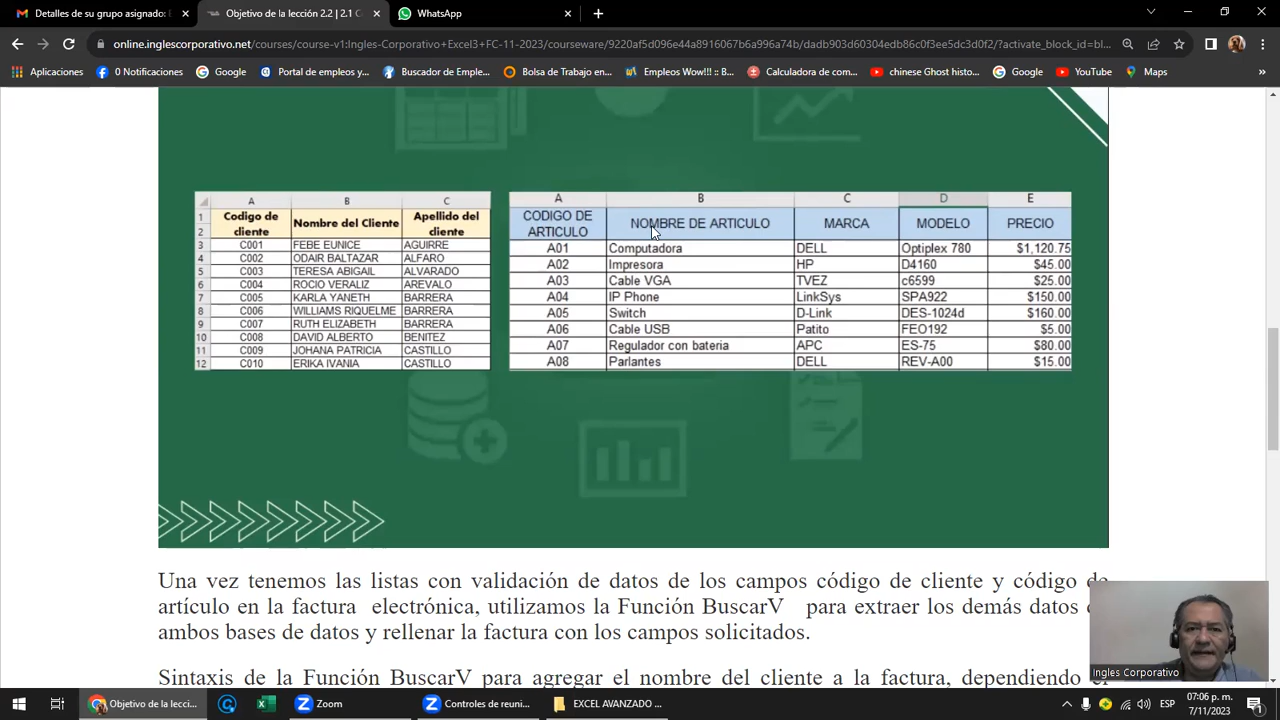 Detalles de su grupo asignado: 
Objetivo de la lección 2.2 | 2.1 C
WhatsApp
online.inglescorporativo.net/courses/course-v1:Ingles-Corporativo+Excel3+FC-11-2023/courseware/9220af5d096e44a8916067b6a996a74b/dadb903d60304edb86c0f3ee5dc3d0f2/?activate_block_id=bl...
Aplicaciones
0 Notificaciones
Google
Portal de empleos y...
Buscador de Emple...
Bolsa de Trabajo en...
Empleos Wow!!! :: B...
Calculadora de com...
chinese Ghost histo...
Google
YouTube
Maps
A B C
1 Codigo de Nombre del Cliente Apellido del
2 cliente cliente
3 C001 FEBE EUNICE AGUIRRE
4 C002 ODAIR BALTAZAR ALFARO
5 C003 TERESA ABIGAIL ALVARADO
6 C004 ROCIO VERALIZ AREVALO
7 C005 KARLA YANETH BARRERA
8 C006 WILLIAMS RIQUELME BARRERA
9 C007 RUTH ELIZABETH BARRERA
10 C008 DAVID ALBERTO BENITEZ
11 C009 JOHANA PATRICIA CASTILLO
12 C010 ERIKA IVANIA CASTILLO
A B C D E
CODIGO DE ARTICULO NOMBRE DE ARTICULO MARCA MODELO PRECIO
A01 Computadora DELL Optiplex 780 $1,120.75
A02 Impresora HP D4160 $45.00
A03 Cable VGA TVEZ c6599 $25.00
A04 IP Phone LinkSys SPA922 $150.00
A05 Switch D-Link DES-1024d $160.00
A06 Cable USB Patito FEO192 $5.00
A07 Regulador con bateria APC ES-75 $80.00
A08 Parlantes DELL REV-A00 $15.00
Una vez tenemos las listas con validación de datos de los campos código de cliente y código de
artículo en la factura electrónica, utilizamos la Función BuscarV para extraer los demás datos
ambos bases de datos y rellenar la factura con los campos solicitados.
Sintaxis de la Función BuscarV para agregar el nombre del cliente a la factura, dependiendo
Ingles Corporativo
Objetivo de la lecci...
Zoom
Controles de reuni...
EXCEL AVANZADO ...
ESP
07:06 p. m.
7/11/2023